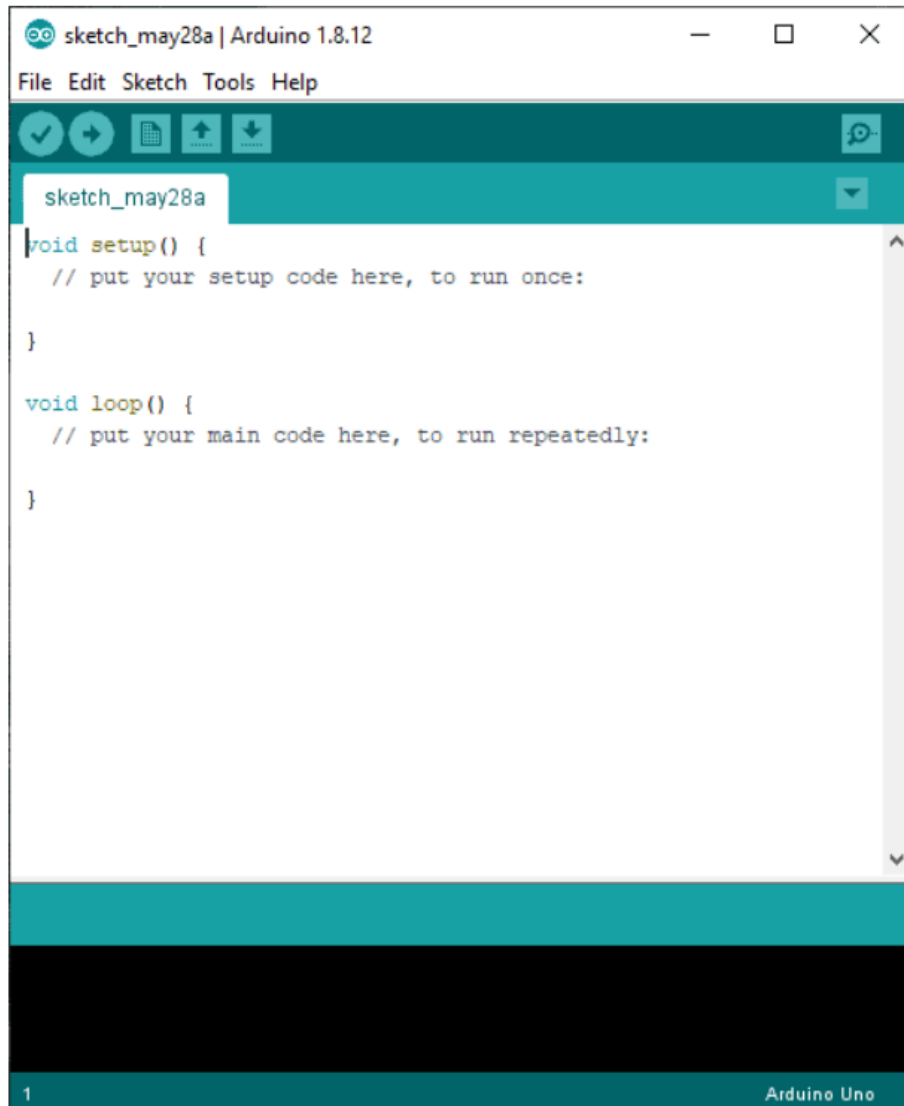 sketch_may28a | Arduino 1.8.12
File Edit Sketch Tools Help
sketch_may28a
void setup() {
  // put your setup code here, to run once:
}
void loop() {
  // put your main code here, to run repeatedly:
}
1 Arduino Uno